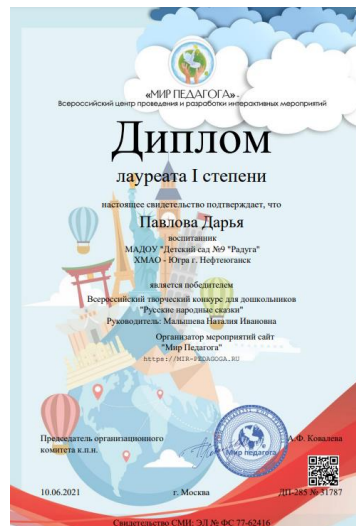 «МИР ПЕДАГОГА» -
Всероссийский центр проведения и разработки интерактивных мероприятий
Диплом
лауреата I степени
настоящее свидетельство подтверждает, что
Павлова Дарья
воспитанник
МАДОУ "Детский сад №9 "Радуга"
ХМАО - Югра г. Нефтеюганск
является победителем
Всероссийский творческий конкурс для дошкольников
"Русские народные сказки"
Руководитель: Малышева Наталия Ивановна
Организатор мероприятий сайт
"Мир Педагога"
https://MIR-PEDAGOGA.RU
Председатель организационного
комитета к.п.н.
Мир педагога
А.Ф. Ковалева
10.06.2021
г. Москва
ДП-285 № 31787
Свидетельство СМИ: ЭЛ № ФС 77-62416